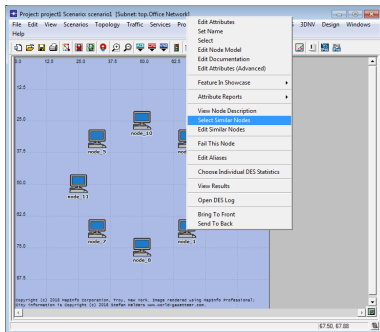 Project: project1 Scenario: scenario1 [Subnet: top.Office Network]
File Edit View Scenarios Topology Traffic Services Pro
3DNV Design Windows
Help
Edit Attributes
Set Name
Select
Edit Node Model
Edit Documentation
Edit Attributes (Advanced)
Feature In Showcase
Attribute Reports
View Node Description
Select Similar Nodes
Edit Similar Nodes
Fail This Node
Edit Aliases
Choose Individual DES Statistics
View Results
Open DES Log
Bring To Front
Send To Back
0.0 12.5 25.0 37.5 50.0 62.5
12.5
25.0
37.5
50.0
62.5
75.0
87.5
node_10
node_5
node_11
node_7
node_1
node_8
Copyright (c) 2018 MapInfo Corporation, Troy, New York. Image rendered using MapInfo Professional;
City information is Copyright (c) 2018 Stefan Helders www.world-gazetteer.com.
67.50, 67.88